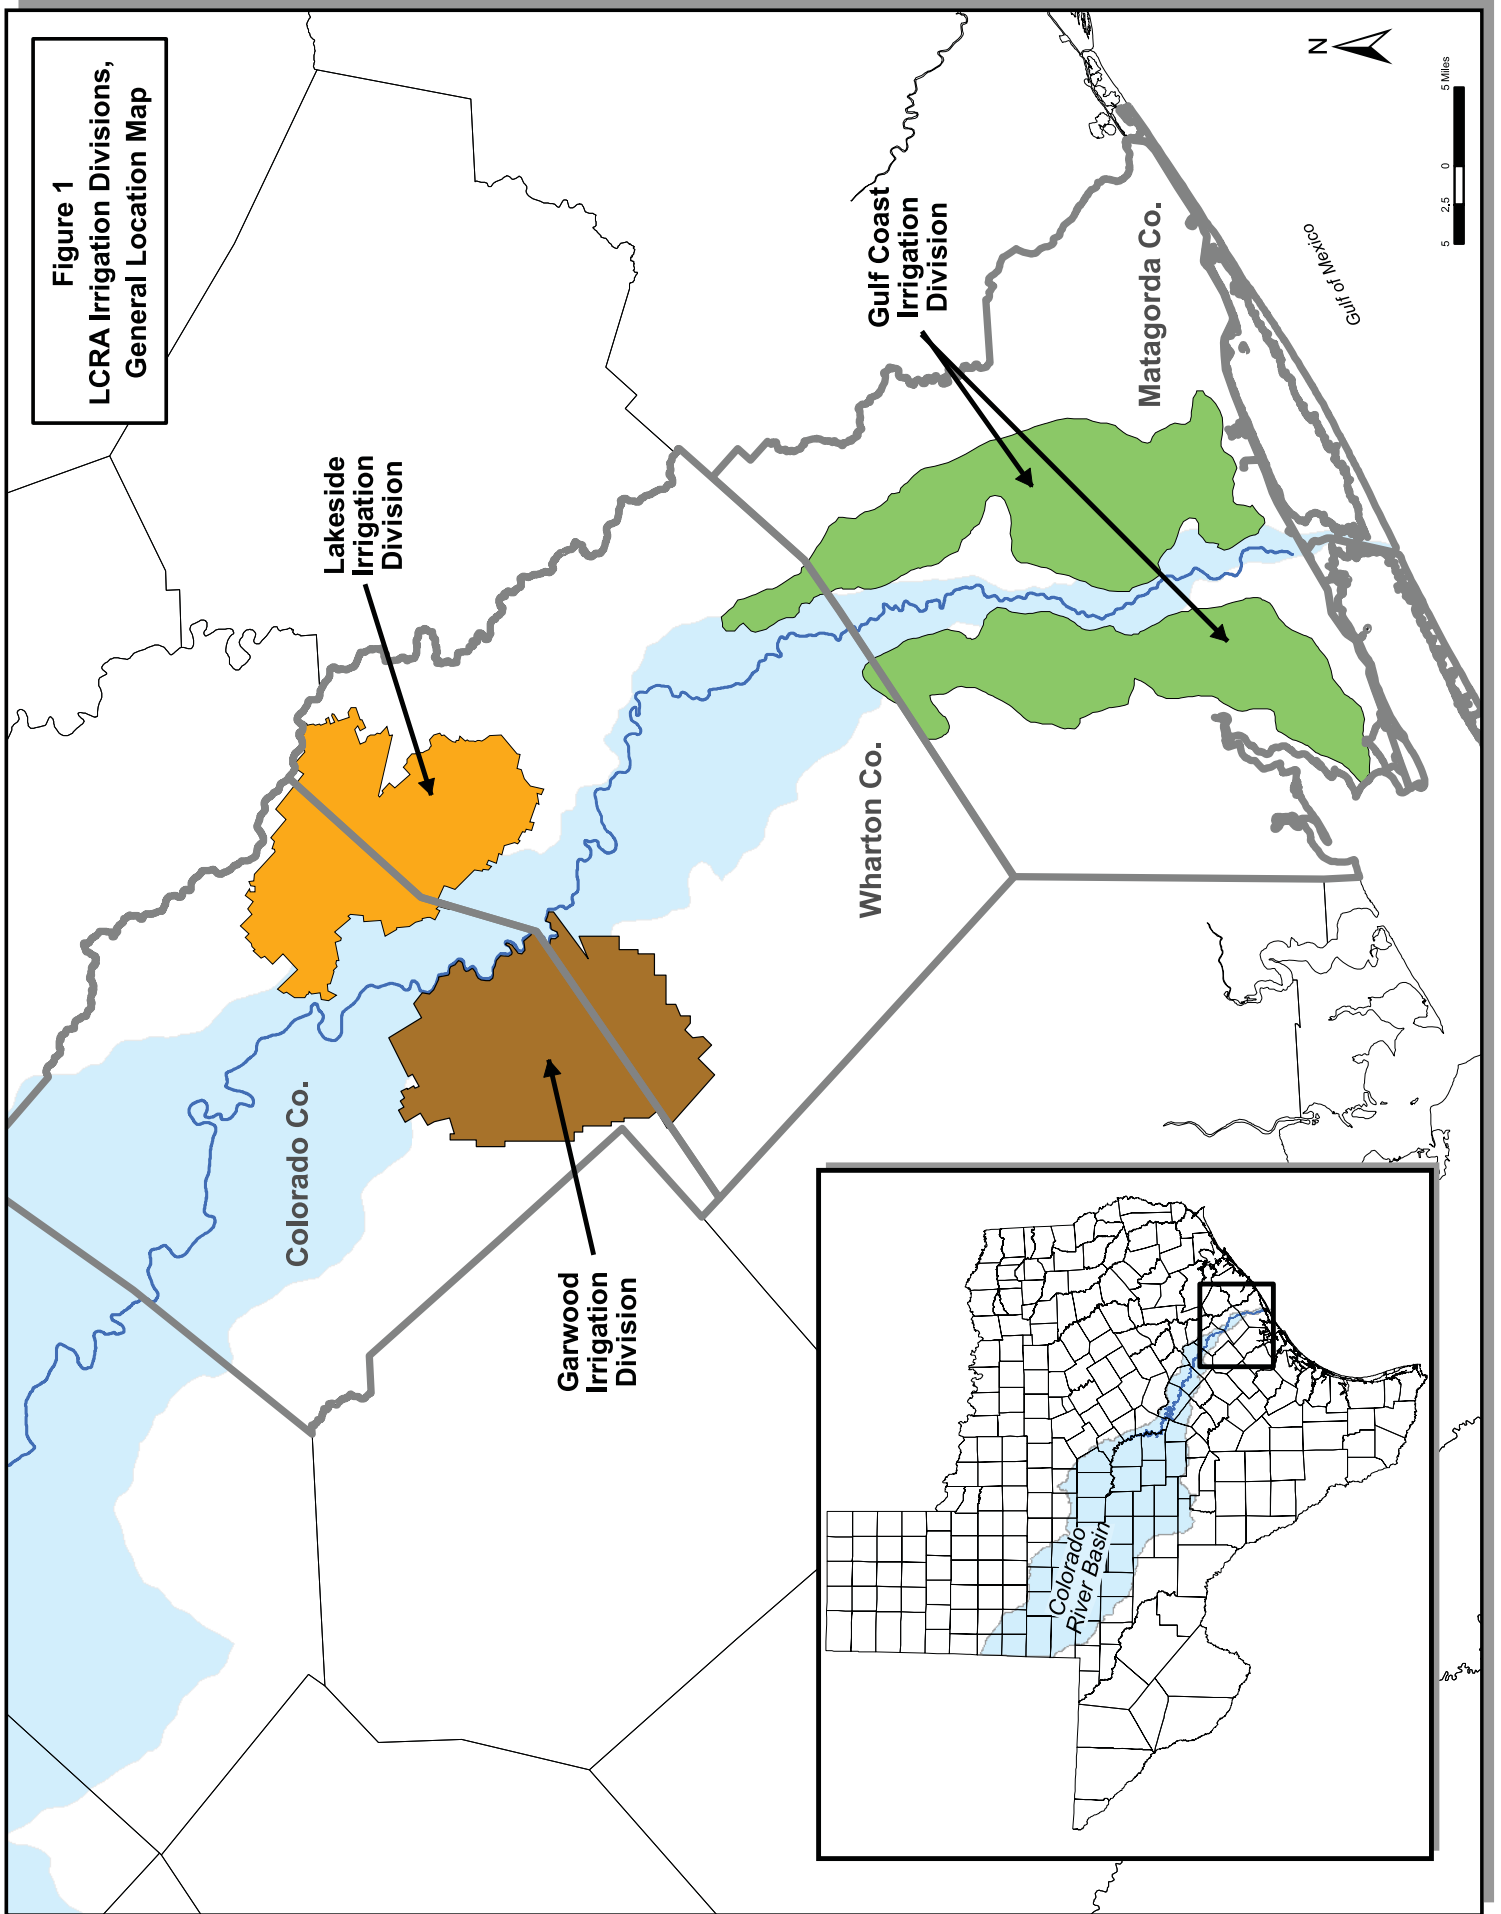 Figure 1
LCRA Irrigation Divisions,
General Location Map
Lakeside
Irrigation
Division
Gulf Coast
Irrigation
Division
Garwood
Irrigation
Division
Colorado Co.
Wharton Co.
Matagorda Co.
Gulf of Mexico
N
5 2.5 0 5 Miles
Colorado
River Basin